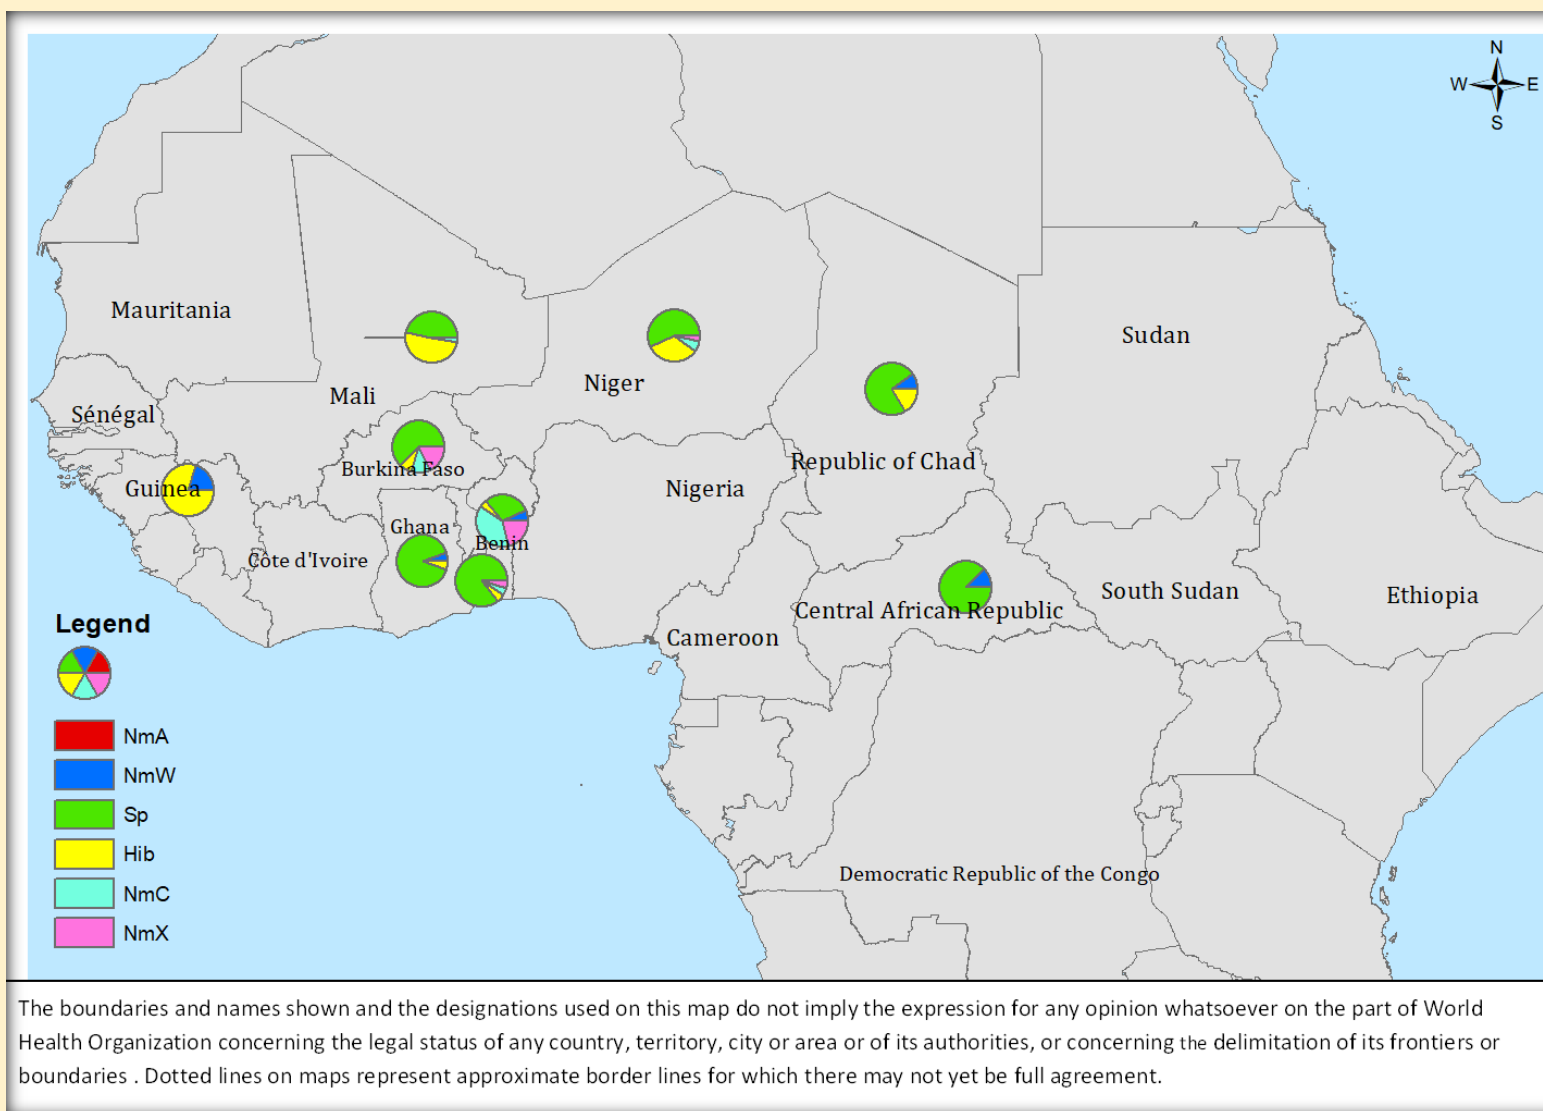 N
W E
S
Mauritania
Sudan
Niger
Mali
Sénégal
Republic of Chad
Burkina Faso
Guinea
Nigeria
Ghana
Benin
Côte d'Ivoire
South Sudan
Ethiopia
Central African Republic
Cameroon
Legend
NmA
NmW
Sp
Hib
NmC
NmX
Democratic Republic of the Congo
The boundaries and names shown and the designations used on this map do not imply the expression for any opinion whatsoever on the part of World
Health Organization concerning the legal status of any country, territory, city or area or of its authorities, or concerning the delimitation of its frontiers or
boundaries . Dotted lines on maps represent approximate border lines for which there may not yet be full agreement.